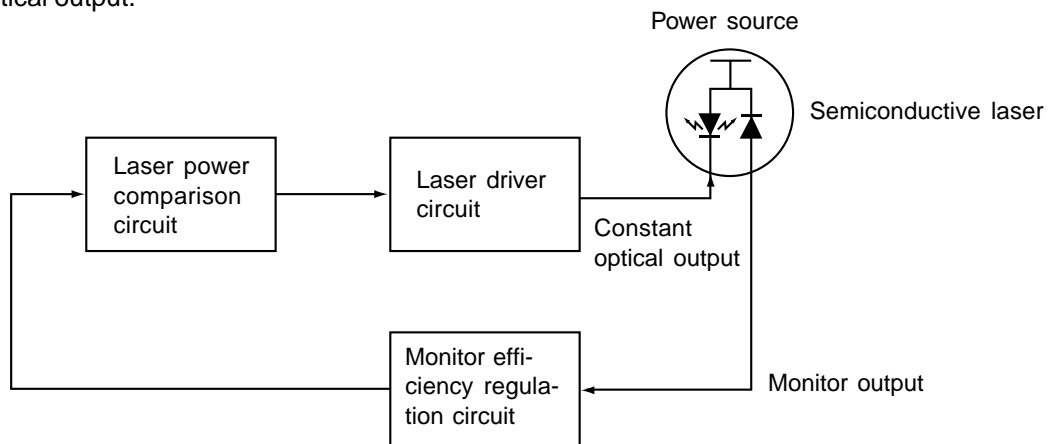 tical output.
Power source
Semiconductive laser
Laser power
comparison
circuit
Laser driver
circuit
Constant
optical output
Monitor effi-
ciency regula-
tion circuit
Monitor output